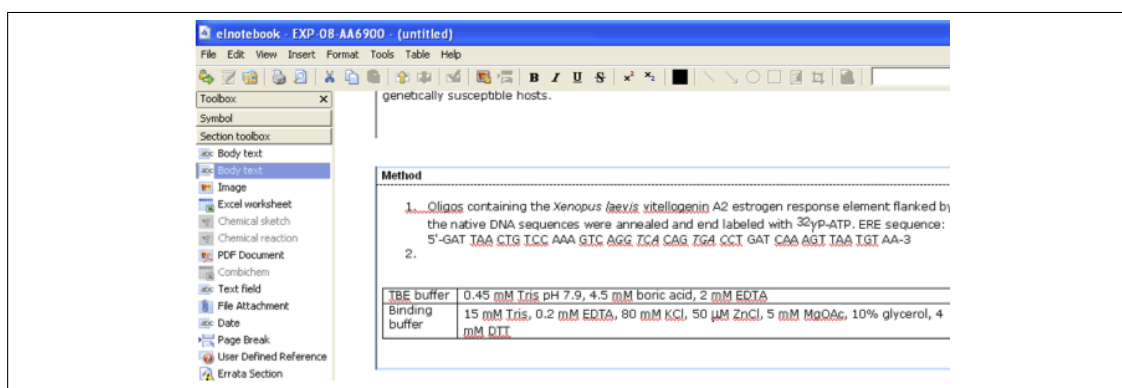 elnotebook - EXP-08-AA6900 - (untitled)
File Edit View Insert Format Tools Table Help
B I U S x² x₂
Toolbox X
Symbol
Section toolbox
abc Body text
abc Body text
Image
Excel worksheet
Chemical sketch
Chemical reaction
PDF Document
Combichem
abc Text field
File Attachment
abc Date
Page Break
User Defined Reference
Errata Section
genetically susceptible hosts.
Method
1. Oligos containing the Xenopus laevis vitellogenin A2 estrogen response element flanked by
the native DNA sequences were annealed and end labeled with ³²γP-ATP. ERE sequence:
5'-GAT TAA CTG TCC AAA GTC AGG TCA CAG TGA CCT GAT CAA AGT TAA TGT AA-3
2.
TBE buffer 0.45 mM Tris pH 7.9, 4.5 mM boric acid, 2 mM EDTA
Binding buffer 15 mM Tris, 0.2 mM EDTA, 80 mM KCl, 50 µM ZnCl, 5 mM MgOAc, 10% glycerol, 4
mM DTT